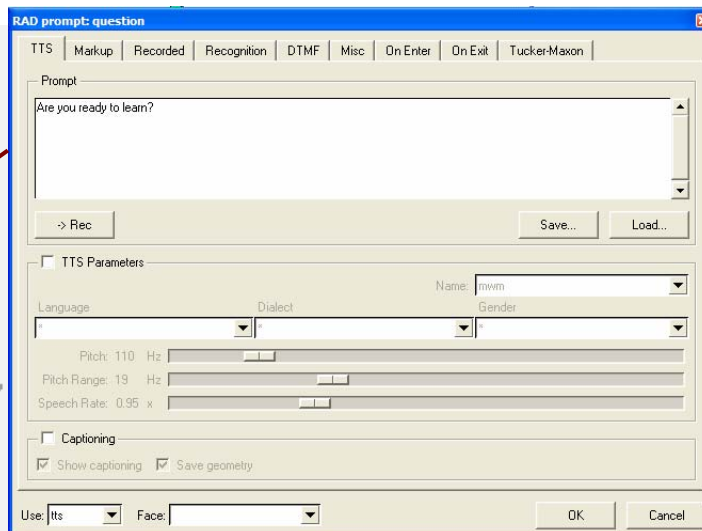 RAD prompt: question
TTS Markup Recorded Recognition DTMF Misc On Enter On Exit Tucker-Maxon
Prompt
Are you ready to learn?
-> Rec Save... Load...
TTS Parameters
Name: mwm
Language Dialect Gender
* * *
Pitch: 110 Hz
Pitch Range: 19 Hz
Speech Rate: 0.95 x
Captioning
Show captioning Save geometry
Use: tts Face: OK Cancel